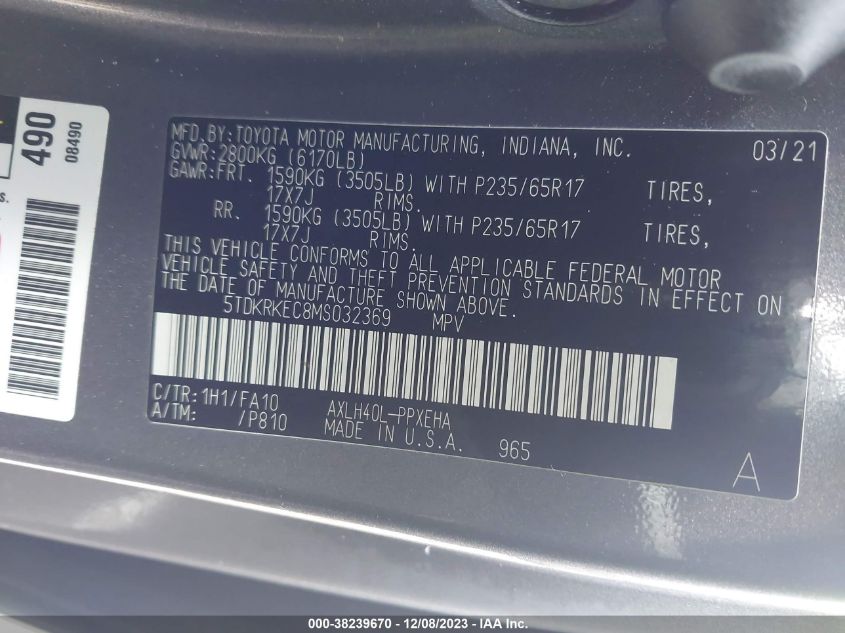 490
08490
s.
MFD.BY:TOYOTA MOTOR MANUFACTURING, INDIANA, INC. 03/21
GVWR:2800KG (6170LB)
GAWR:FRT. 1590KG (3505LB) WITH P235/65R17 TIRES,
17X7J RIMS.
RR. 1590KG (3505LB) WITH P235/65R17 TIRES,
17X7J RIMS.
THIS VEHICLE CONFORMS TO ALL APPLICABLE FEDERAL MOTOR
VEHICLE SAFETY AND THEFT PREVENTION STANDARDS IN EFFECT ON
THE DATE OF MANUFACTURE SHOWN ABOVE.
5TDKRKEC8MS032369 MPV
C/TR:1H1/FA10 AXLH40L-PPXEHA
A/TM: /P810 MADE IN U.S.A. 965
A
000-38239670 - 12/08/2023 - IAA Inc.